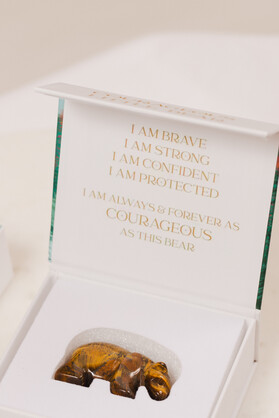 I AM BRAVE
I AM STRONG
I AM CONFIDENT
I AM PROTECTED
I AM ALWAYS & FOREVER AS
COURAGEOUS
AS THIS BEAR